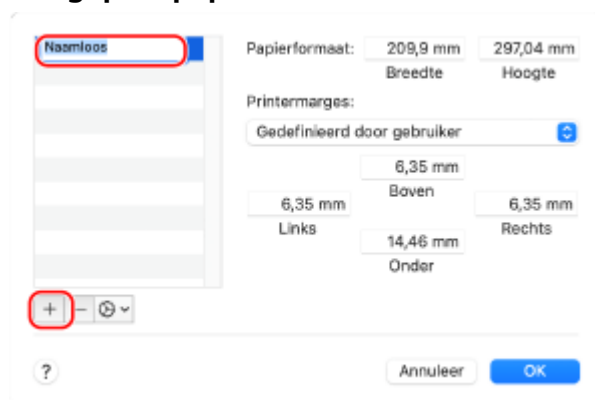 Naamloos
Papierformaat: 209,9 mm 297,04 mm
Breedte Hoogte
Printermarges:
Gedefinieerd door gebruiker
6,35 mm
Boven
6,35 mm 6,35 mm
Links Rechts
14,46 mm
Onder
+ −
? Annuleer OK